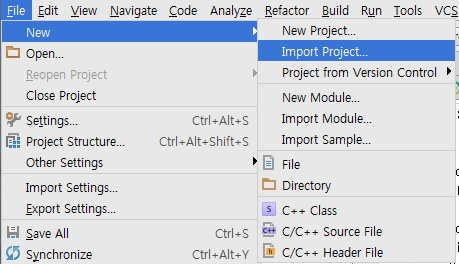 File Edit View Navigate Code Analyze Refactor Build Run Tools VCS
New
Open...
Reopen Project
Close Project
Settings... Ctrl+Alt+S
Project Structure... Ctrl+Alt+Shift+S
Other Settings
Import Settings...
Export Settings...
Save All Ctrl+S
Synchronize Ctrl+Alt+Y
New Project...
Import Project...
Project from Version Control
New Module...
Import Module...
Import Sample...
File
Directory
S C++ Class
C++ C/C++ Source File
h C/C++ Header File